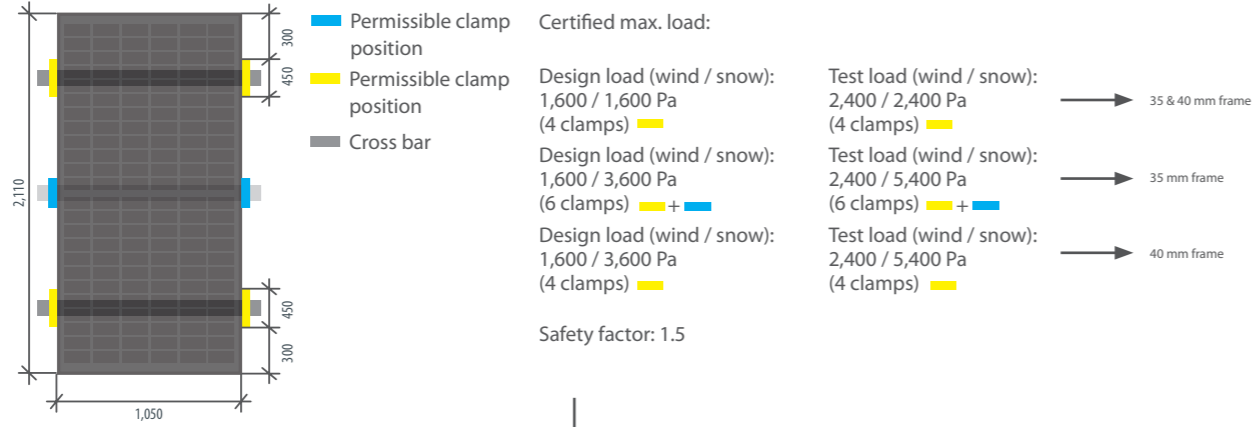 300
450
2,110
450
300
1,050
Permissible clamp
position
Permissible clamp
position
Cross bar
Certified max. load:
Design load (wind / snow):
1,600 / 1,600 Pa
(4 clamps)
Test load (wind / snow):
2,400 / 2,400 Pa
(4 clamps)
35 & 40 mm frame
Design load (wind / snow):
1,600 / 3,600 Pa
(6 clamps) +
Test load (wind / snow):
2,400 / 5,400 Pa
(6 clamps) +
35 mm frame
Design load (wind / snow):
1,600 / 3,600 Pa
(4 clamps)
Test load (wind / snow):
2,400 / 5,400 Pa
(4 clamps)
40 mm frame
Safety factor: 1.5